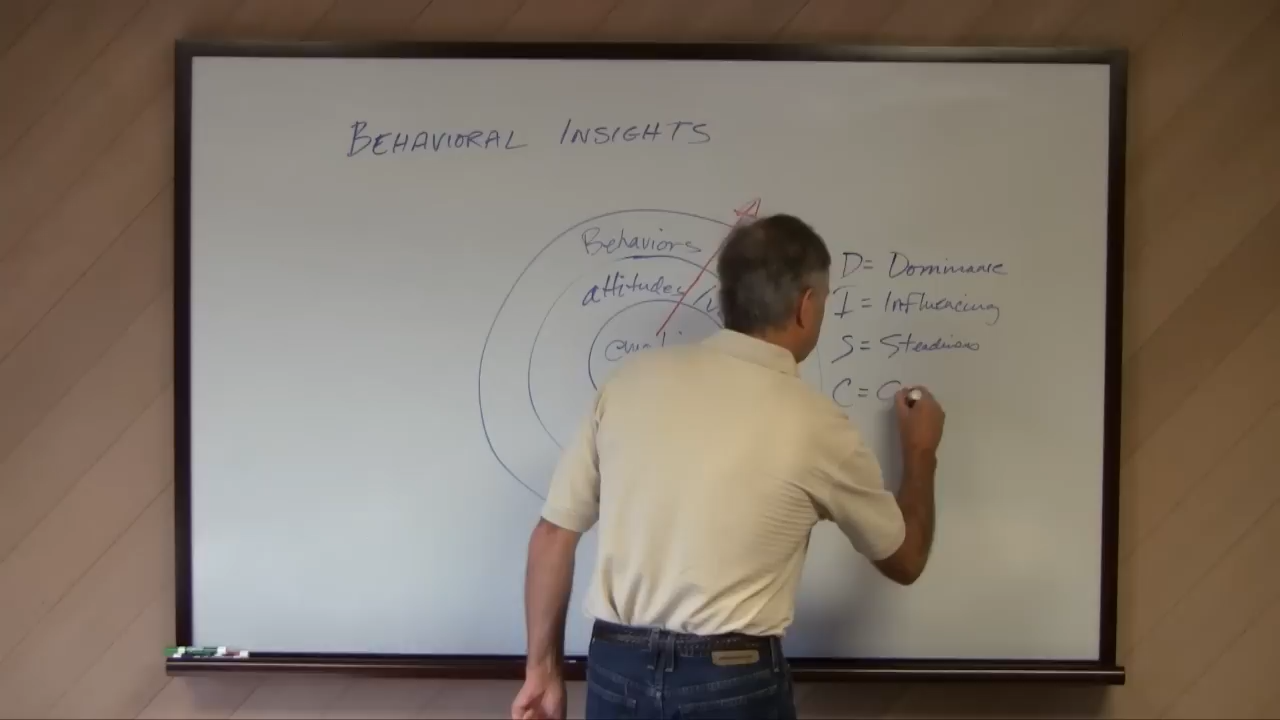 BEHAVIORAL INSIGHTS
Behaviors
attitudes /
D = Dominance
I = Influencing
S = Steadiness
C = C